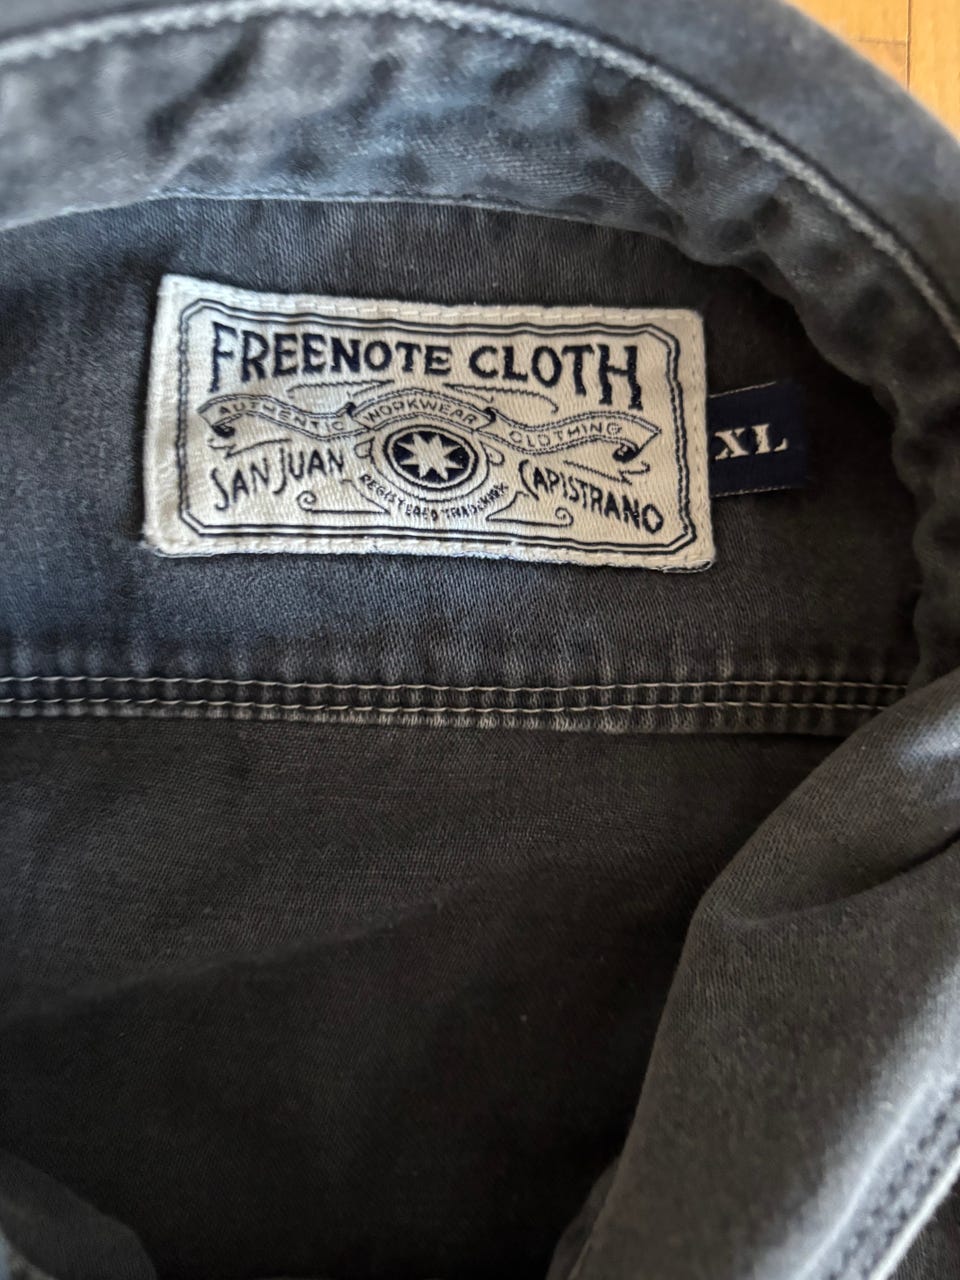 FREENOTE CLOTH
AUTHENTIC WORKWEAR CLOTHING
SAN JUAN CAPISTRANO
REGISTERED TRADEMARK
XL